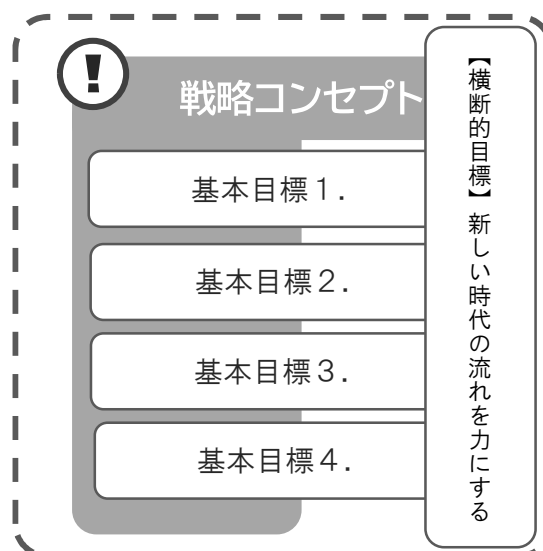 !
戦略コンセプト
基本目標１.
基本目標２.
基本目標３.
基本目標４.
【横断的目標】新しい時代の流れを力にする